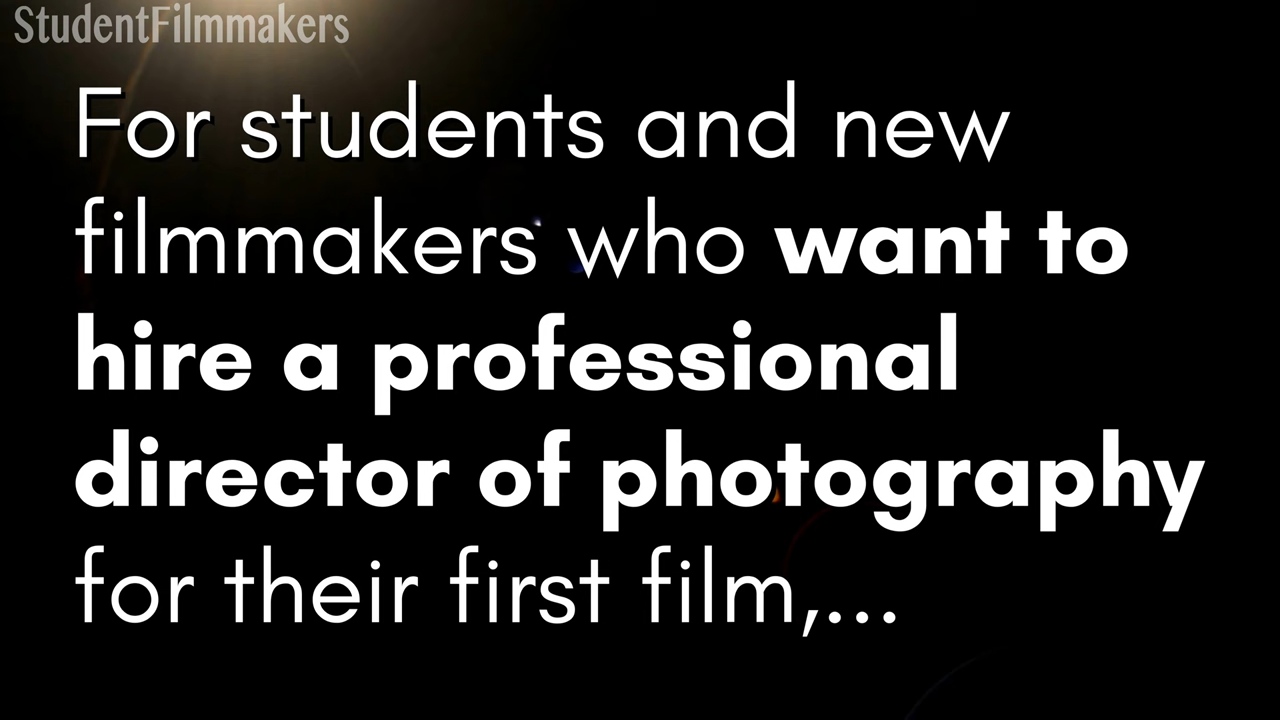 StudentFilmmakers
For students and new
filmmakers who want to
hire a professional
director of photography
for their first film,...